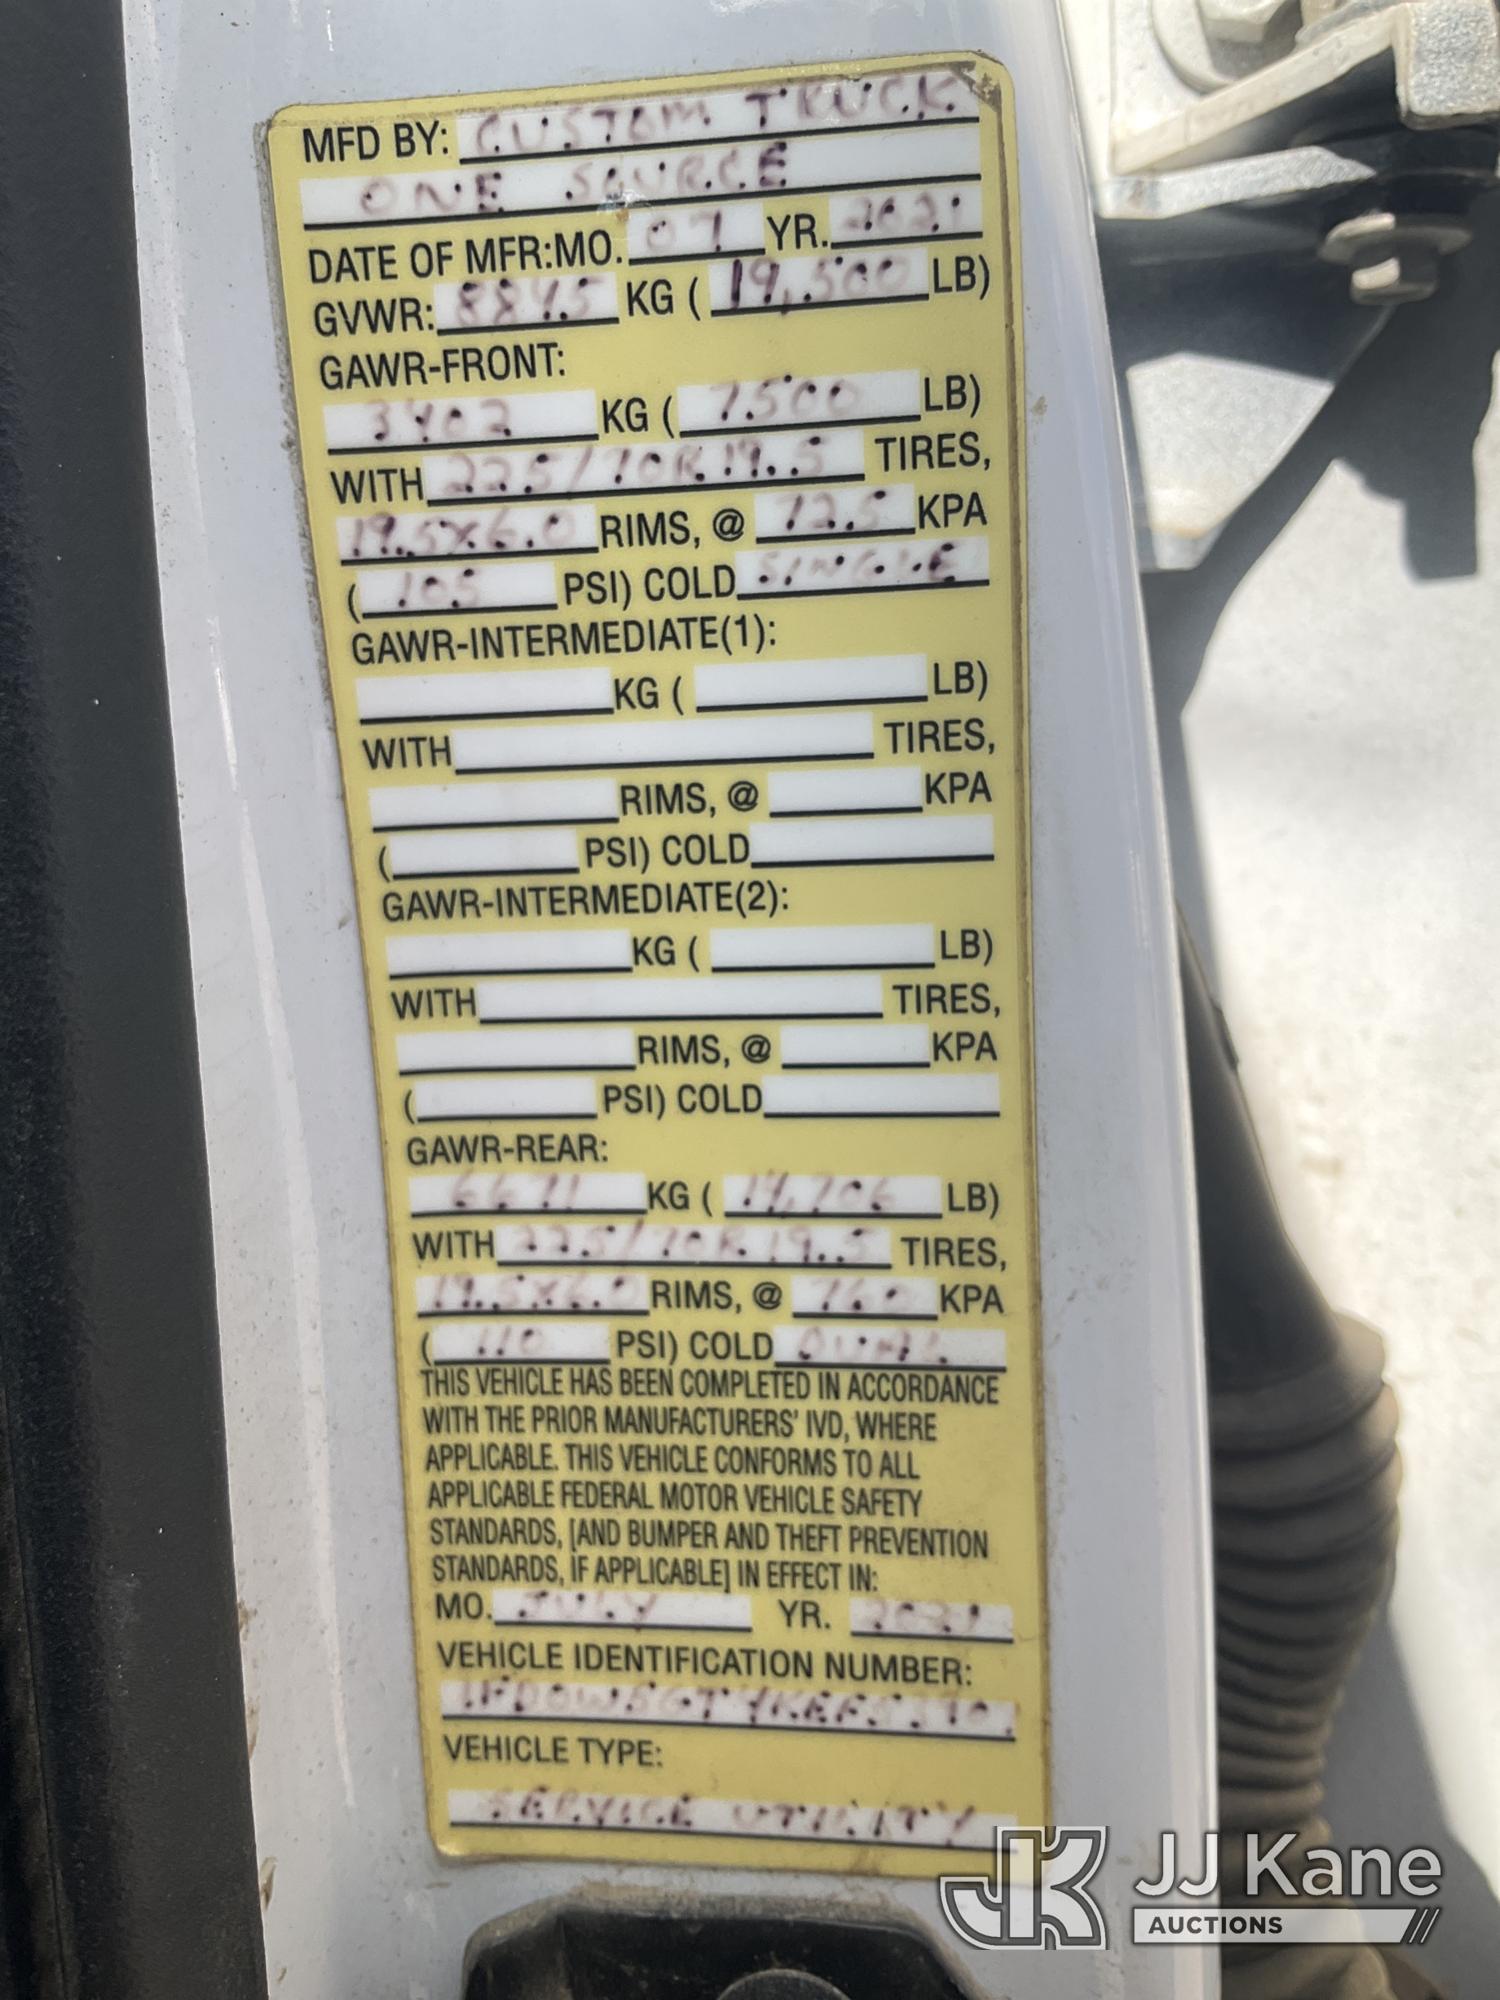 MFD BY: CUSTOM TRUCK
ONE SOURCE
DATE OF MFR:MO. 07 YR. 2021
GVWR: 8845 KG ( 19,500 LB)
GAWR-FRONT:
3402 KG ( 7500 LB)
WITH 225/70R19.5 TIRES,
19.5X6.0 RIMS, @ 725 KPA
( 105 PSI) COLD SINGLE
GAWR-INTERMEDIATE(1):
KG ( LB)
WITH TIRES,
RIMS, @ KPA
( PSI) COLD
GAWR-INTERMEDIATE(2):
KG ( LB)
WITH TIRES,
RIMS, @ KPA
( PSI) COLD
GAWR-REAR:
6671 KG ( 14,706 LB)
WITH 225/70R19.5 TIRES,
19.5X6.0 RIMS, @ 760 KPA
( 110 PSI) COLD DUAL
THIS VEHICLE HAS BEEN COMPLETED IN ACCORDANCE
WITH THE PRIOR MANUFACTURERS' IVD, WHERE
APPLICABLE. THIS VEHICLE CONFORMS TO ALL
APPLICABLE FEDERAL MOTOR VEHICLE SAFETY
STANDARDS, [AND BUMPER AND THEFT PREVENTION
STANDARDS, IF APPLICABLE] IN EFFECT IN:
MO. JULY YR. 2021
VEHICLE IDENTIFICATION NUMBER:
VEHICLE TYPE:
SERVICE UTILITY
JK JJ Kane
AUCTIONS